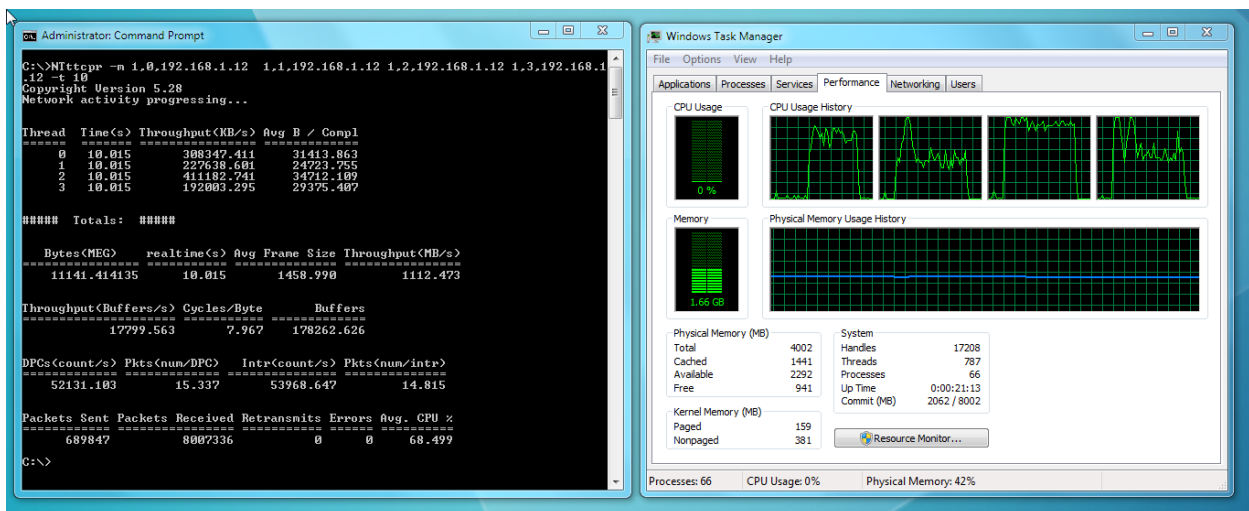 Administrator: Command Prompt
C:\>NTttcpr -m 1,0,192.168.1.12  1,1,192.168.1.12 1,2,192.168.1.12 1,3,192.168.1
.12 -t 10
Copyright Version 5.28
Network activity progressing...
Thread  Time(s) Throughput(KB/s) Avg B / Compl
====== ======= ================ =============
0  10.015  308347.411  31413.863
1  10.015  227638.601  24723.755
2  10.015  411182.741  34712.109
3  10.015  192003.295  29375.407
##### Totals: #####
Bytes(MEG) realtime(s) Avg Frame Size Throughput(MB/s)
================ =========== ============== ================
11141.414135  10.015  1458.990  1112.473
Throughput(Buffers/s) Cycles/Byte Buffers
===================== =========== =============
17799.563  7.967  178262.626
DPCs(count/s) Pkts(num/DPC) Intr(count/s) Pkts(num/intr)
============= ============= =============== ==============
52131.103  15.337  53968.647  14.815
Packets Sent Packets Received Retransmits Errors Avg. CPU %
============ ================ =========== ====== ==========
689847  8007336  0  0  68.499
C:\>
Windows Task Manager
File Options View Help
Applications Processes Services Performance Networking Users
CPU Usage CPU Usage History
0 %
Memory Physical Memory Usage History
1.66 GB
Physical Memory (MB)
Total 4002
Cached 1441
Available 2292
Free 941
Kernel Memory (MB)
Paged 159
Nonpaged 381
System
Handles 17208
Threads 787
Processes 66
Up Time 0:00:21:13
Commit (MB) 2062 / 8002
Resource Monitor...
Processes: 66 CPU Usage: 0% Physical Memory: 42%